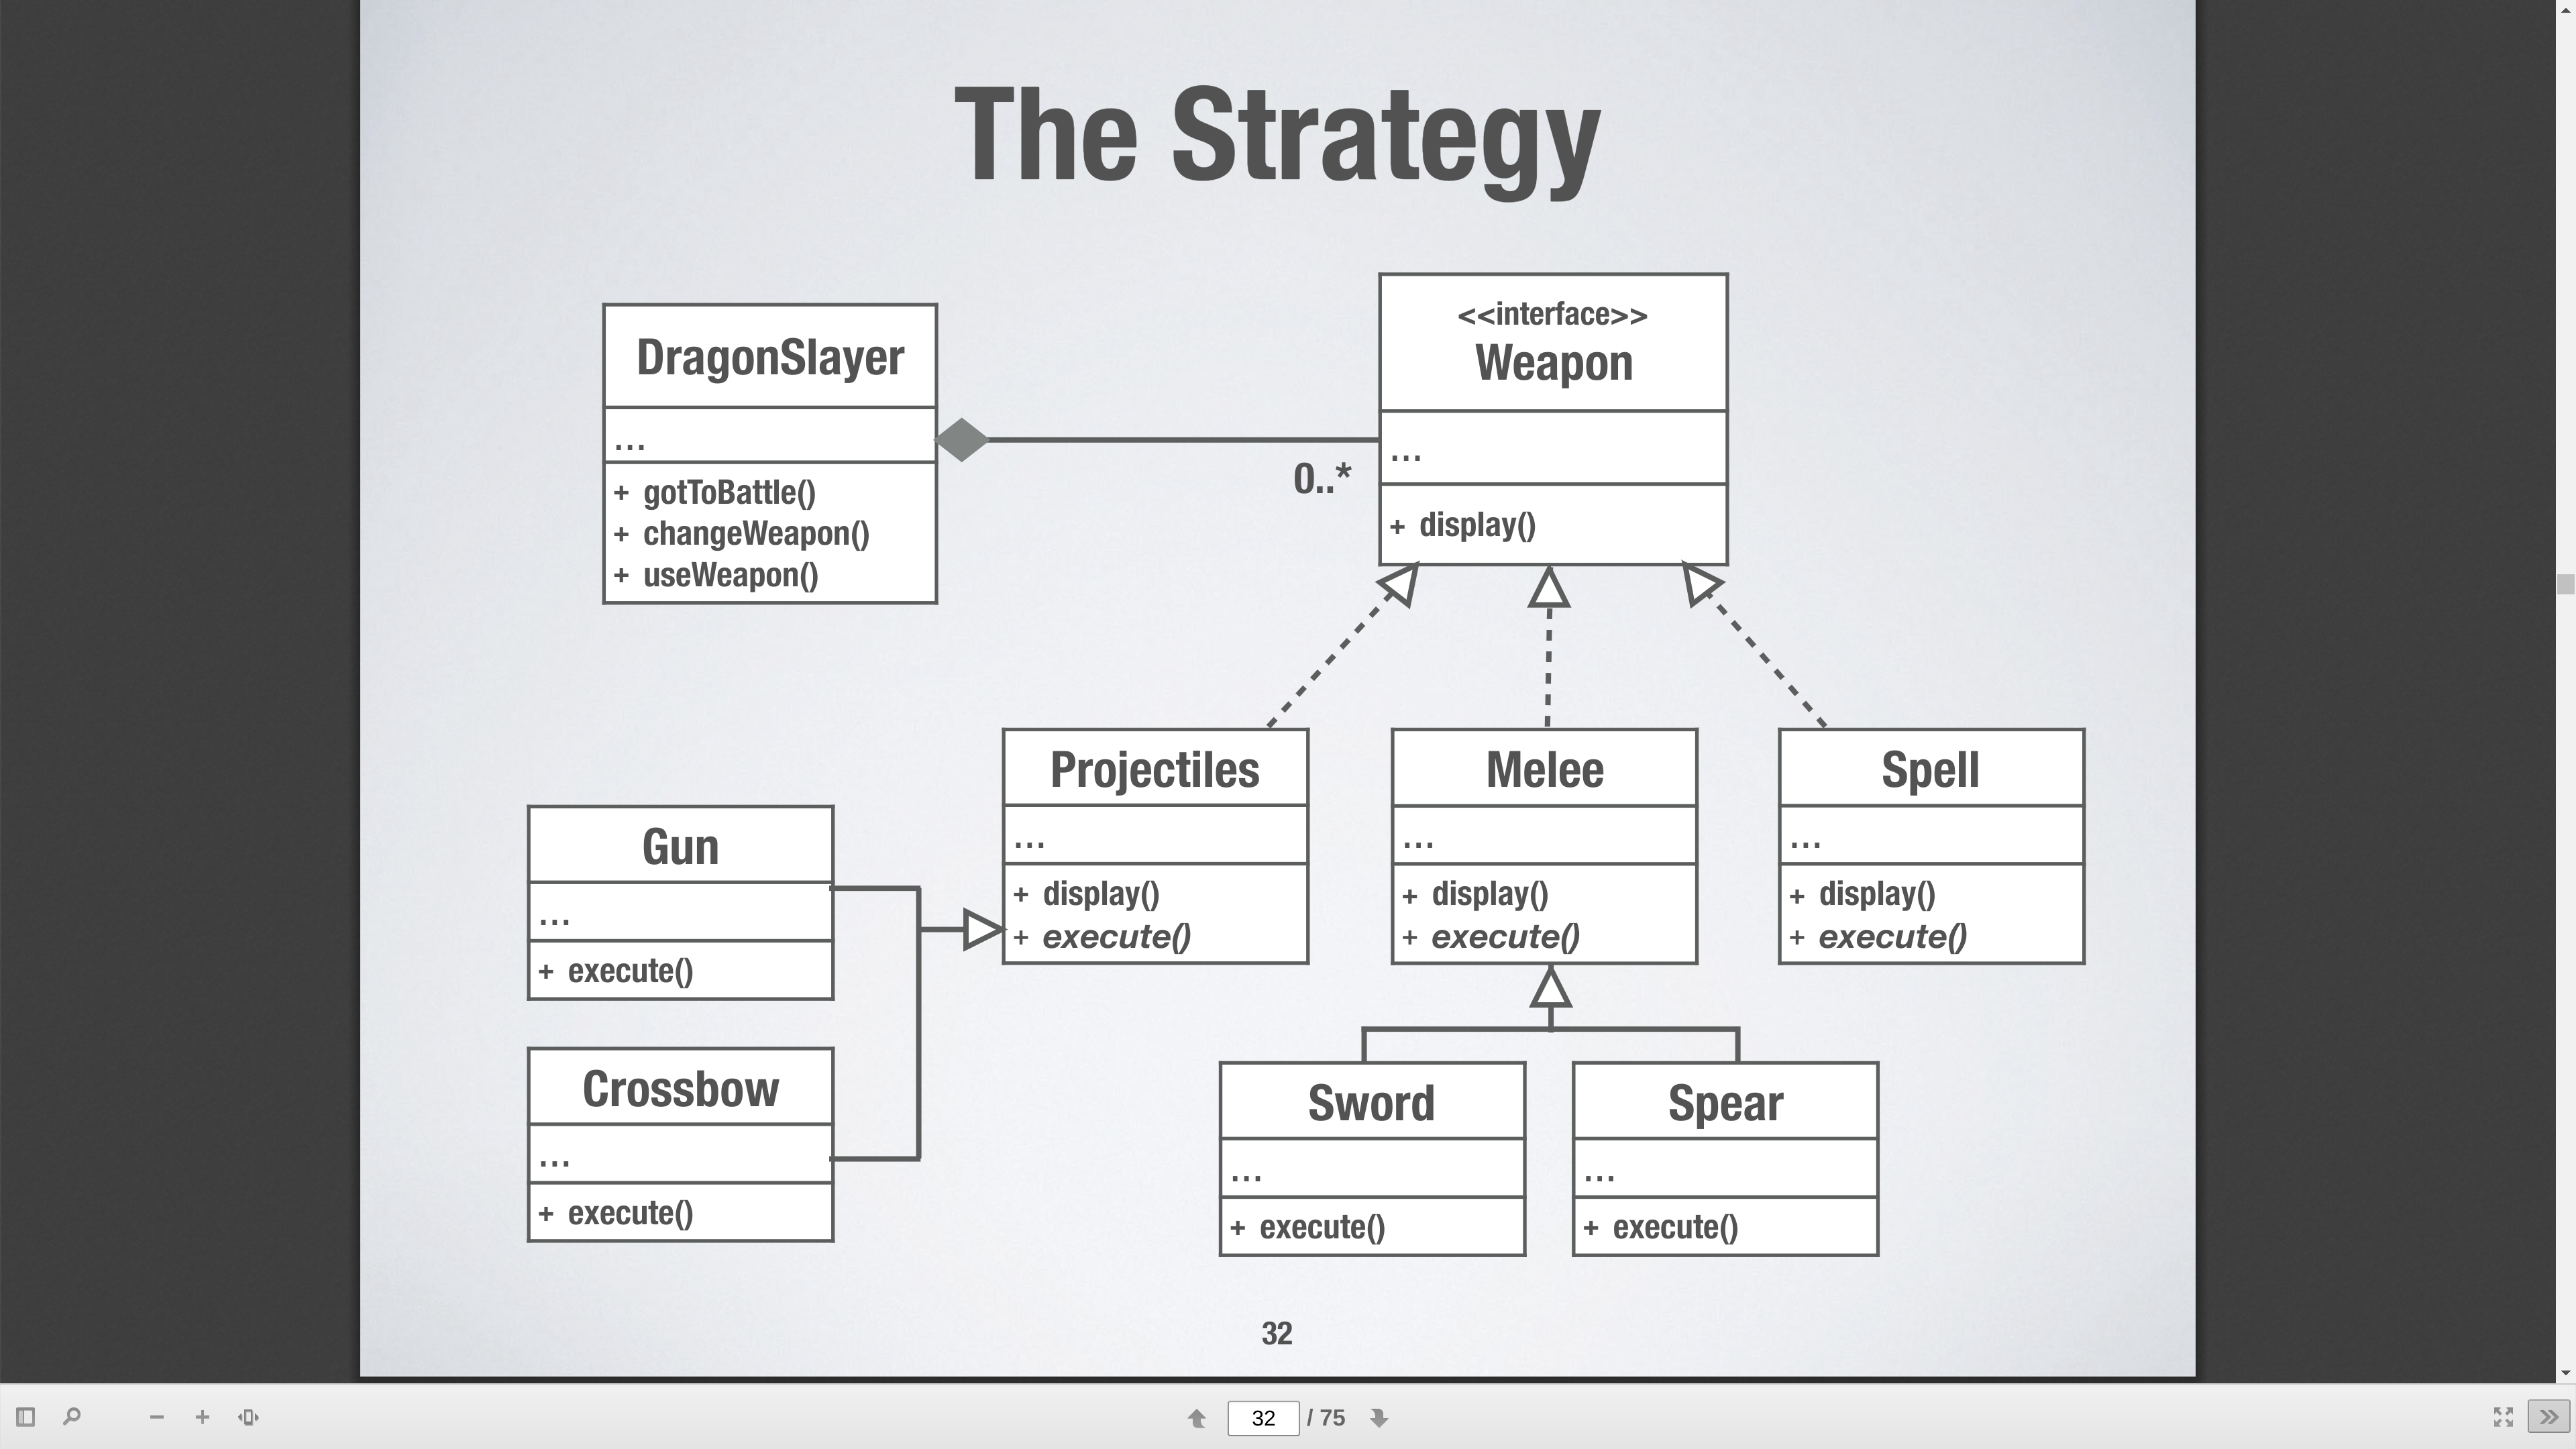 The Strategy
DragonSlayer
...
+ gotToBattle()
+ changeWeapon()
+ useWeapon()
0..*
<<interface>>
Weapon
...
+ display()
Projectiles
...
+ display()
+ execute()
Melee
...
+ display()
+ execute()
Spell
...
+ display()
+ execute()
Gun
...
+ execute()
Crossbow
...
+ execute()
Sword
...
+ execute()
Spear
...
+ execute()
32
32 / 75